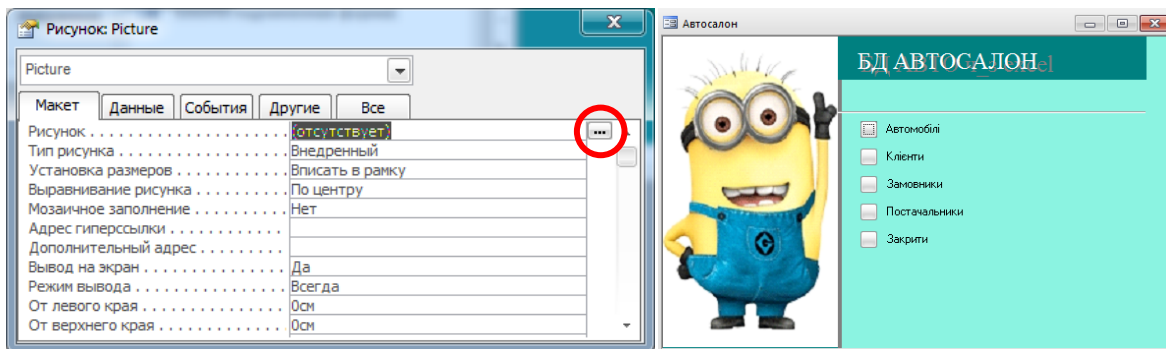 Рисунок: Picture
Picture
Макет Данные События Другие Все
Рисунок (отсутствует)
Тип рисунка Внедренный
Установка размеров Вписать в рамку
Выравнивание рисунка По центру
Мозаичное заполнение Нет
Адрес гиперссылки
Дополнительный адрес
Вывод на экран Да
Режим вывода Всегда
От левого края 0см
От верхнего края 0см
Автосалон
БД АВТОСАЛОН
Автомобілі
Клієнти
Замовники
Постачальники
Закрити